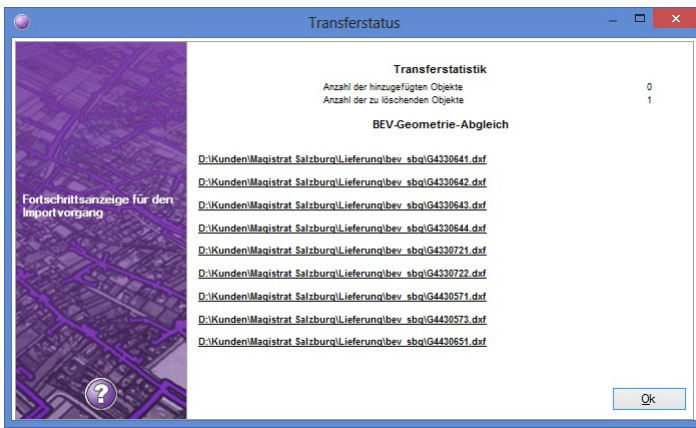 Transferstatus
Transferstatistik
Anzahl der hinzugefügten Objekte 0
Anzahl der zu löschenden Objekte 1
BEV-Geometrie-Abgleich
D:\Kunden\Magistrat Salzburg\Lieferung\bev_sbg\G4330641.dxf
D:\Kunden\Magistrat Salzburg\Lieferung\bev_sbg\G4330642.dxf
D:\Kunden\Magistrat Salzburg\Lieferung\bev_sbg\G4330643.dxf
D:\Kunden\Magistrat Salzburg\Lieferung\bev_sbg\G4330644.dxf
D:\Kunden\Magistrat Salzburg\Lieferung\bev_sbg\G4330721.dxf
D:\Kunden\Magistrat Salzburg\Lieferung\bev_sbg\G4330722.dxf
D:\Kunden\Magistrat Salzburg\Lieferung\bev_sbg\G4430571.dxf
D:\Kunden\Magistrat Salzburg\Lieferung\bev_sbg\G4430573.dxf
D:\Kunden\Magistrat Salzburg\Lieferung\bev_sbg\G4430651.dxf
Fortschrittsanzeige für den
Importvorgang
?
Ok